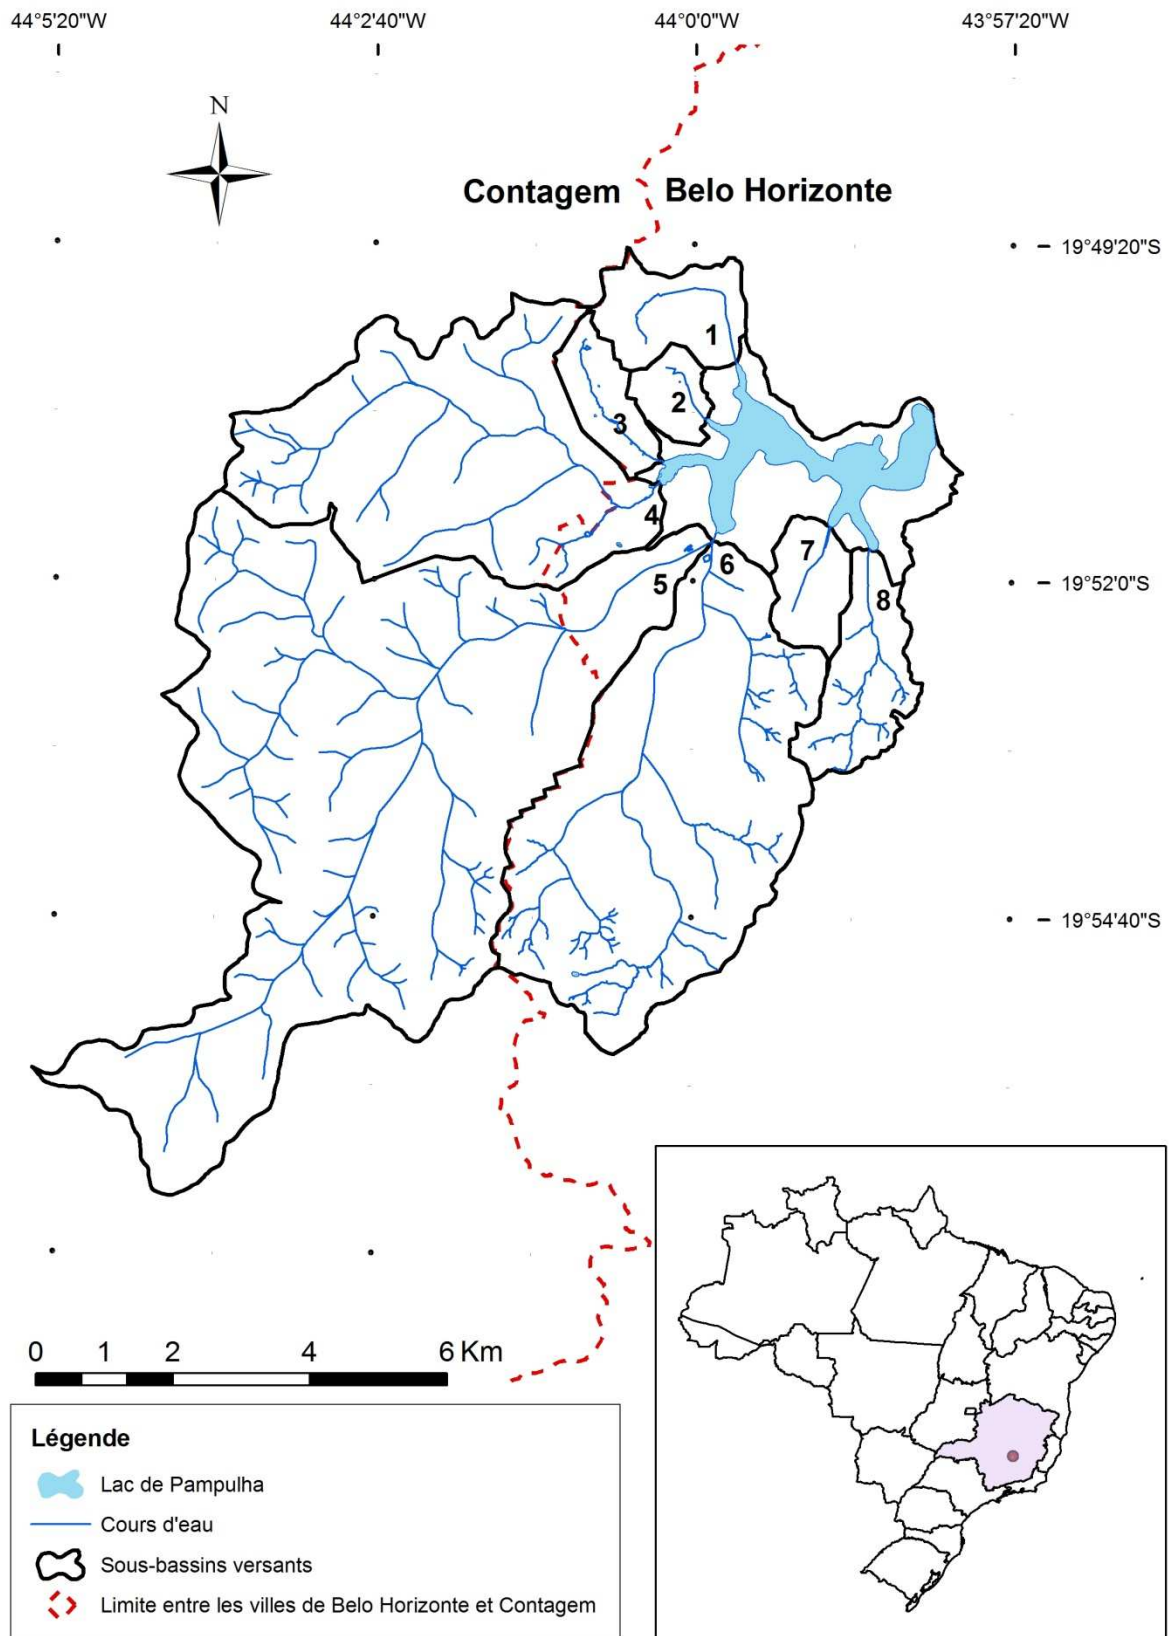 44°5'20"W
44°2'40"W
44°0'0"W
43°57'20"W
N
Contagem
Belo Horizonte
19°49'20"S
1
2
3
4
19°52'0"S
5
6
7
8
19°54'40"S
0 1 2 4 6 Km
Légende
Lac de Pampulha
Cours d'eau
Sous-bassins versants
Limite entre les villes de Belo Horizonte et Contagem